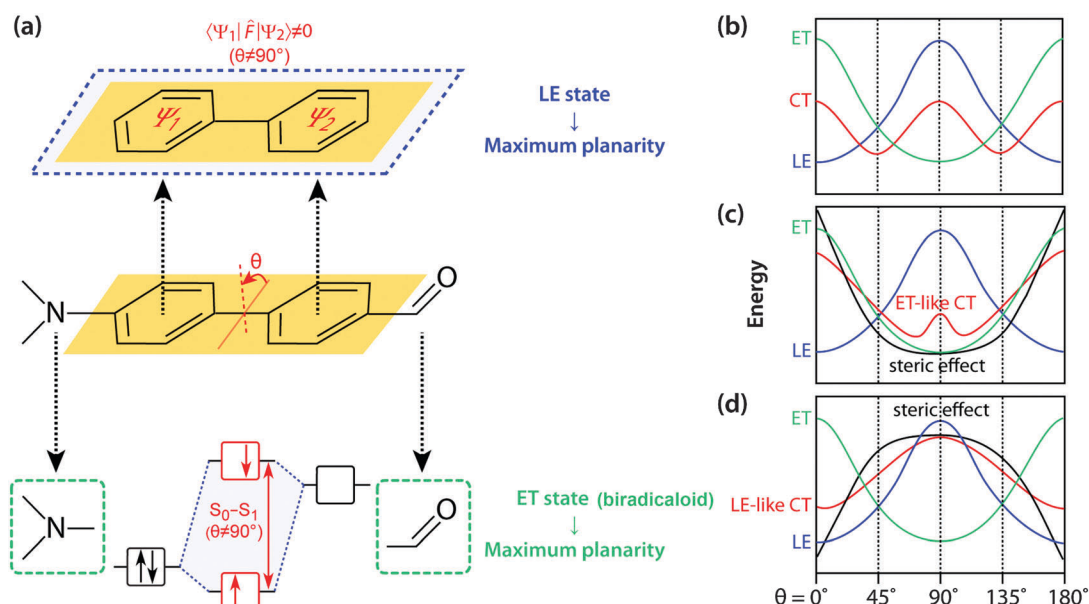 (a)
⟨Ψ₁|F̂|Ψ₂⟩≠0
(θ≠90°)
Ψ₁
Ψ₂
LE state
↓
Maximum planarity
θ
N
O
N
S₀–S₁
(θ≠90°)
O
ET state (biradicaloid)
↓
Maximum planarity
(b)
ET
CT
LE
(c)
Energy
ET
LE
ET-like CT
steric effect
(d)
ET
steric effect
LE-like CT
LE
θ = 0° 45° 90° 135° 180°